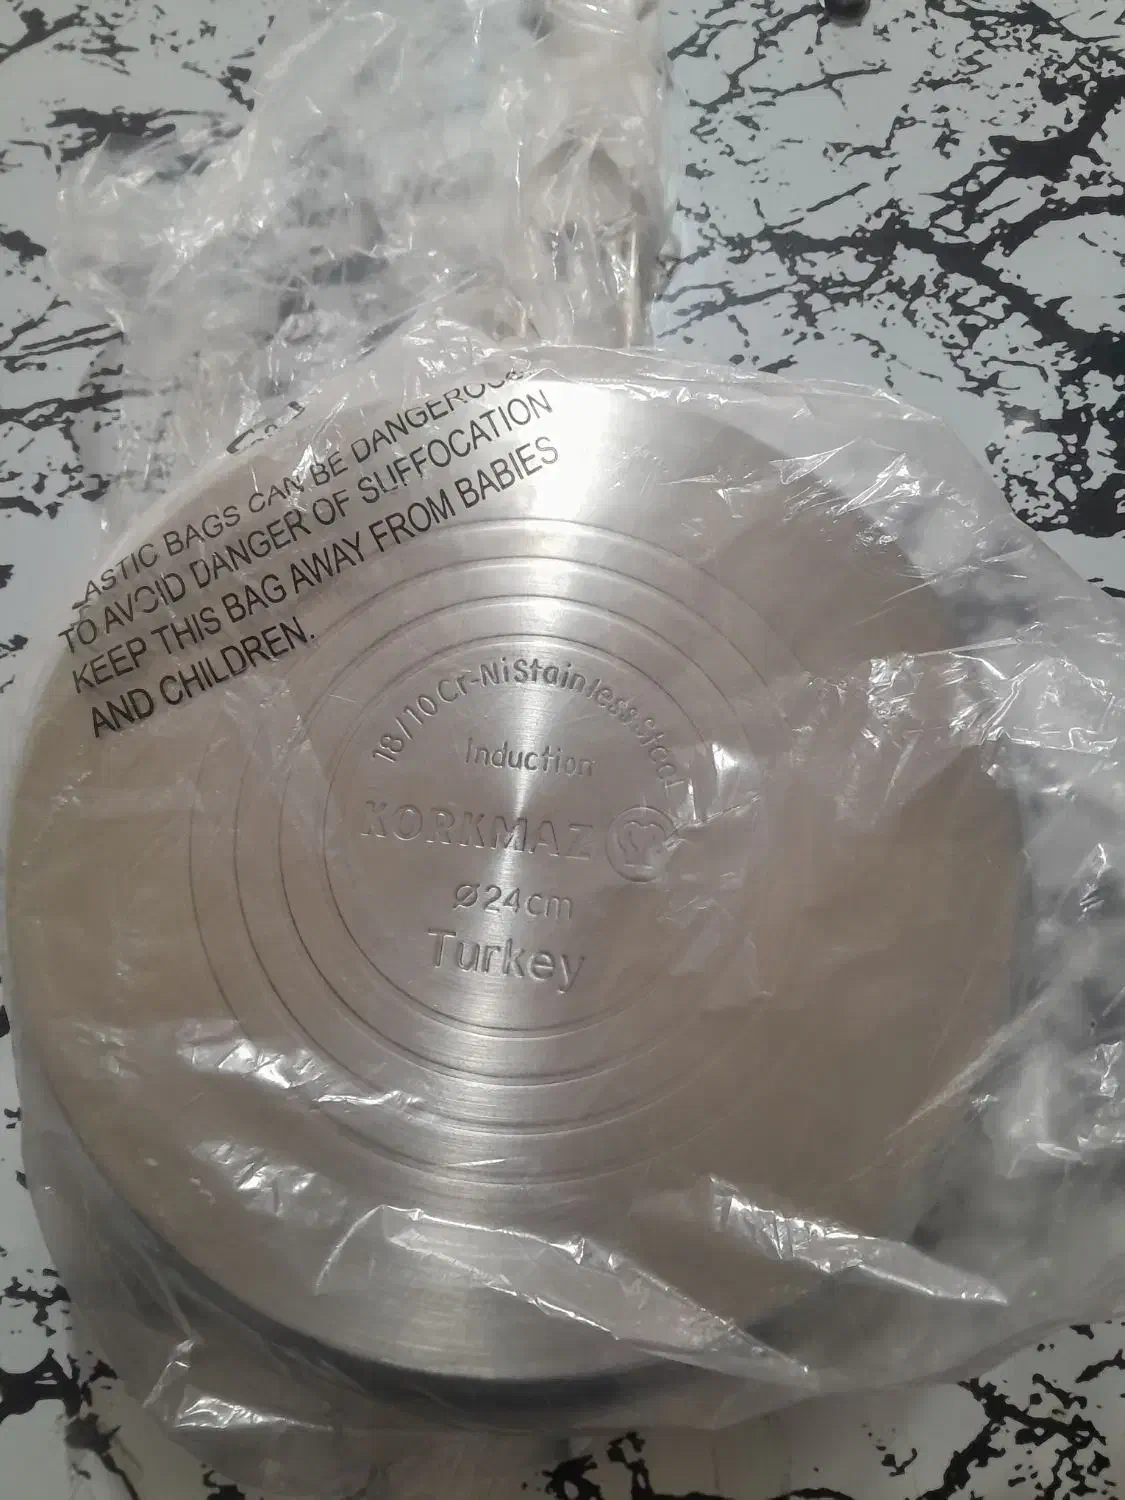 ASTIC BAGS CAN BE DANGEROUS
TO AVOID DANGER OF SUFFOCATION
KEEP THIS BAG AWAY FROM BABIES
AND CHILDREN.
18/10 Cr-Ni Stainless Steel
Induction
KORKMAZ
Ø24cm
Turkey